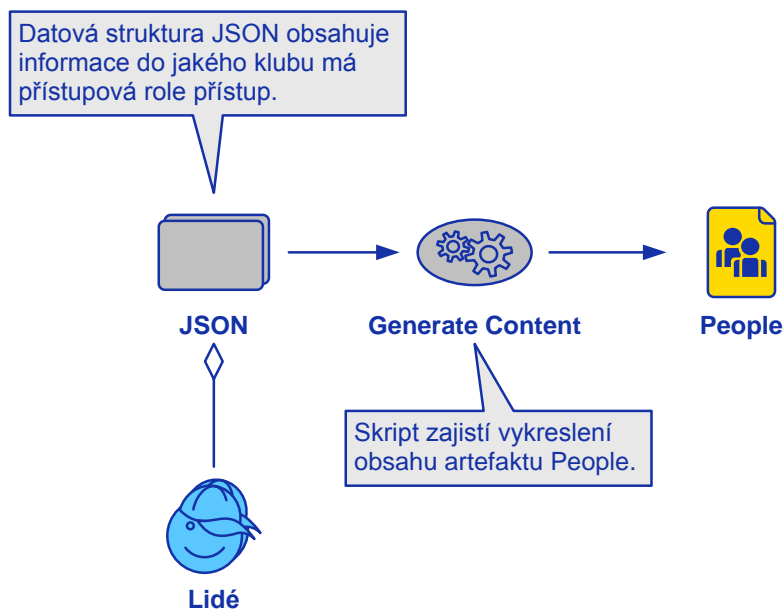 Datová struktura JSON obsahuje
informace do jakého klubu má
přístupová role přístup.
JSON
Generate Content
People
Skript zajistí vykreslení
obsahu artefaktu People.
Lidé